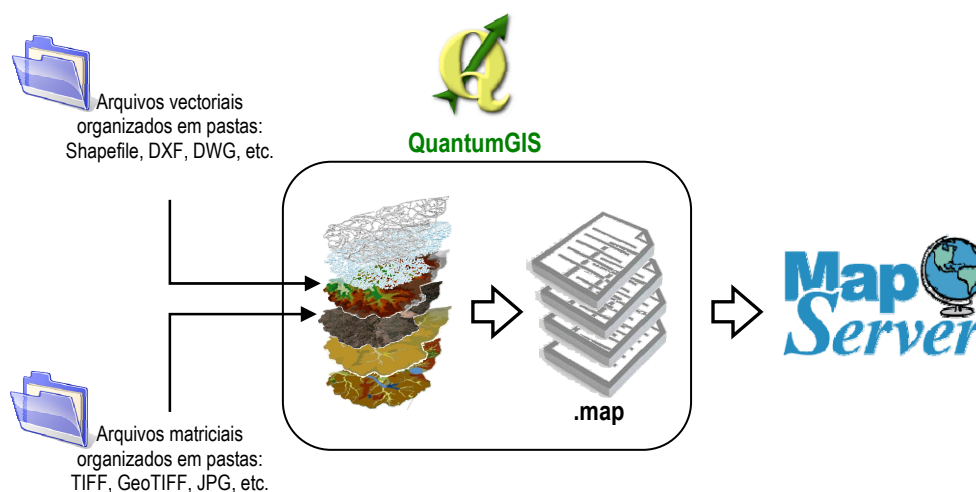 Arquivos vectoriais
organizados em pastas:
Shapefile, DXF, DWG, etc.
QuantumGIS
.map
Map
Server
Arquivos matriciais
organizados em pastas:
TIFF, GeoTIFF, JPG, etc.